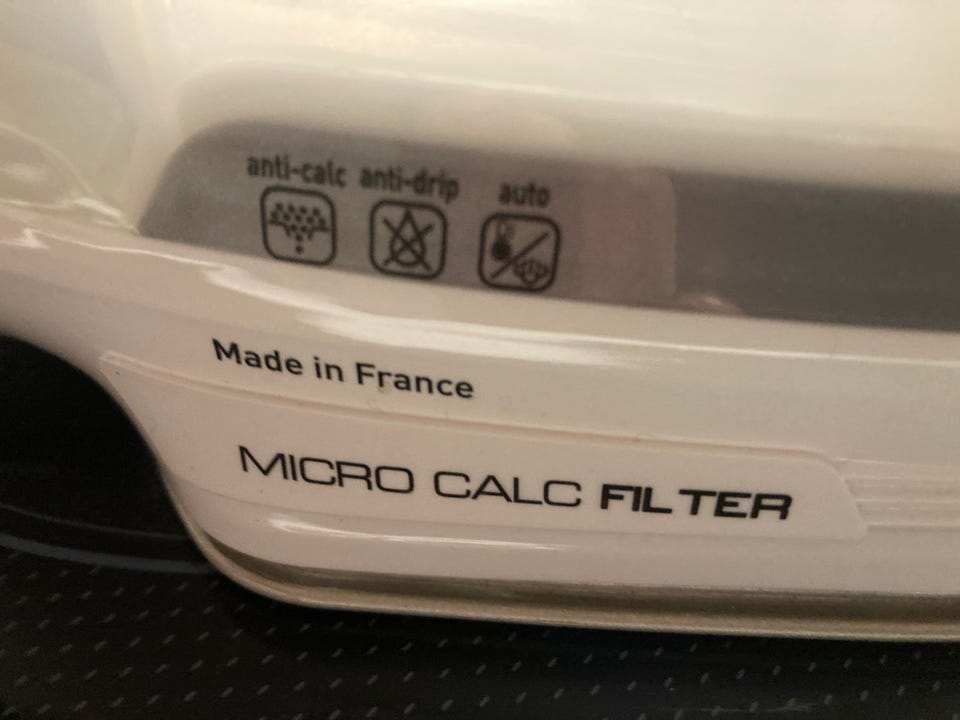 anti-calc anti-drip auto
Made in France
MICRO CALC FILTER